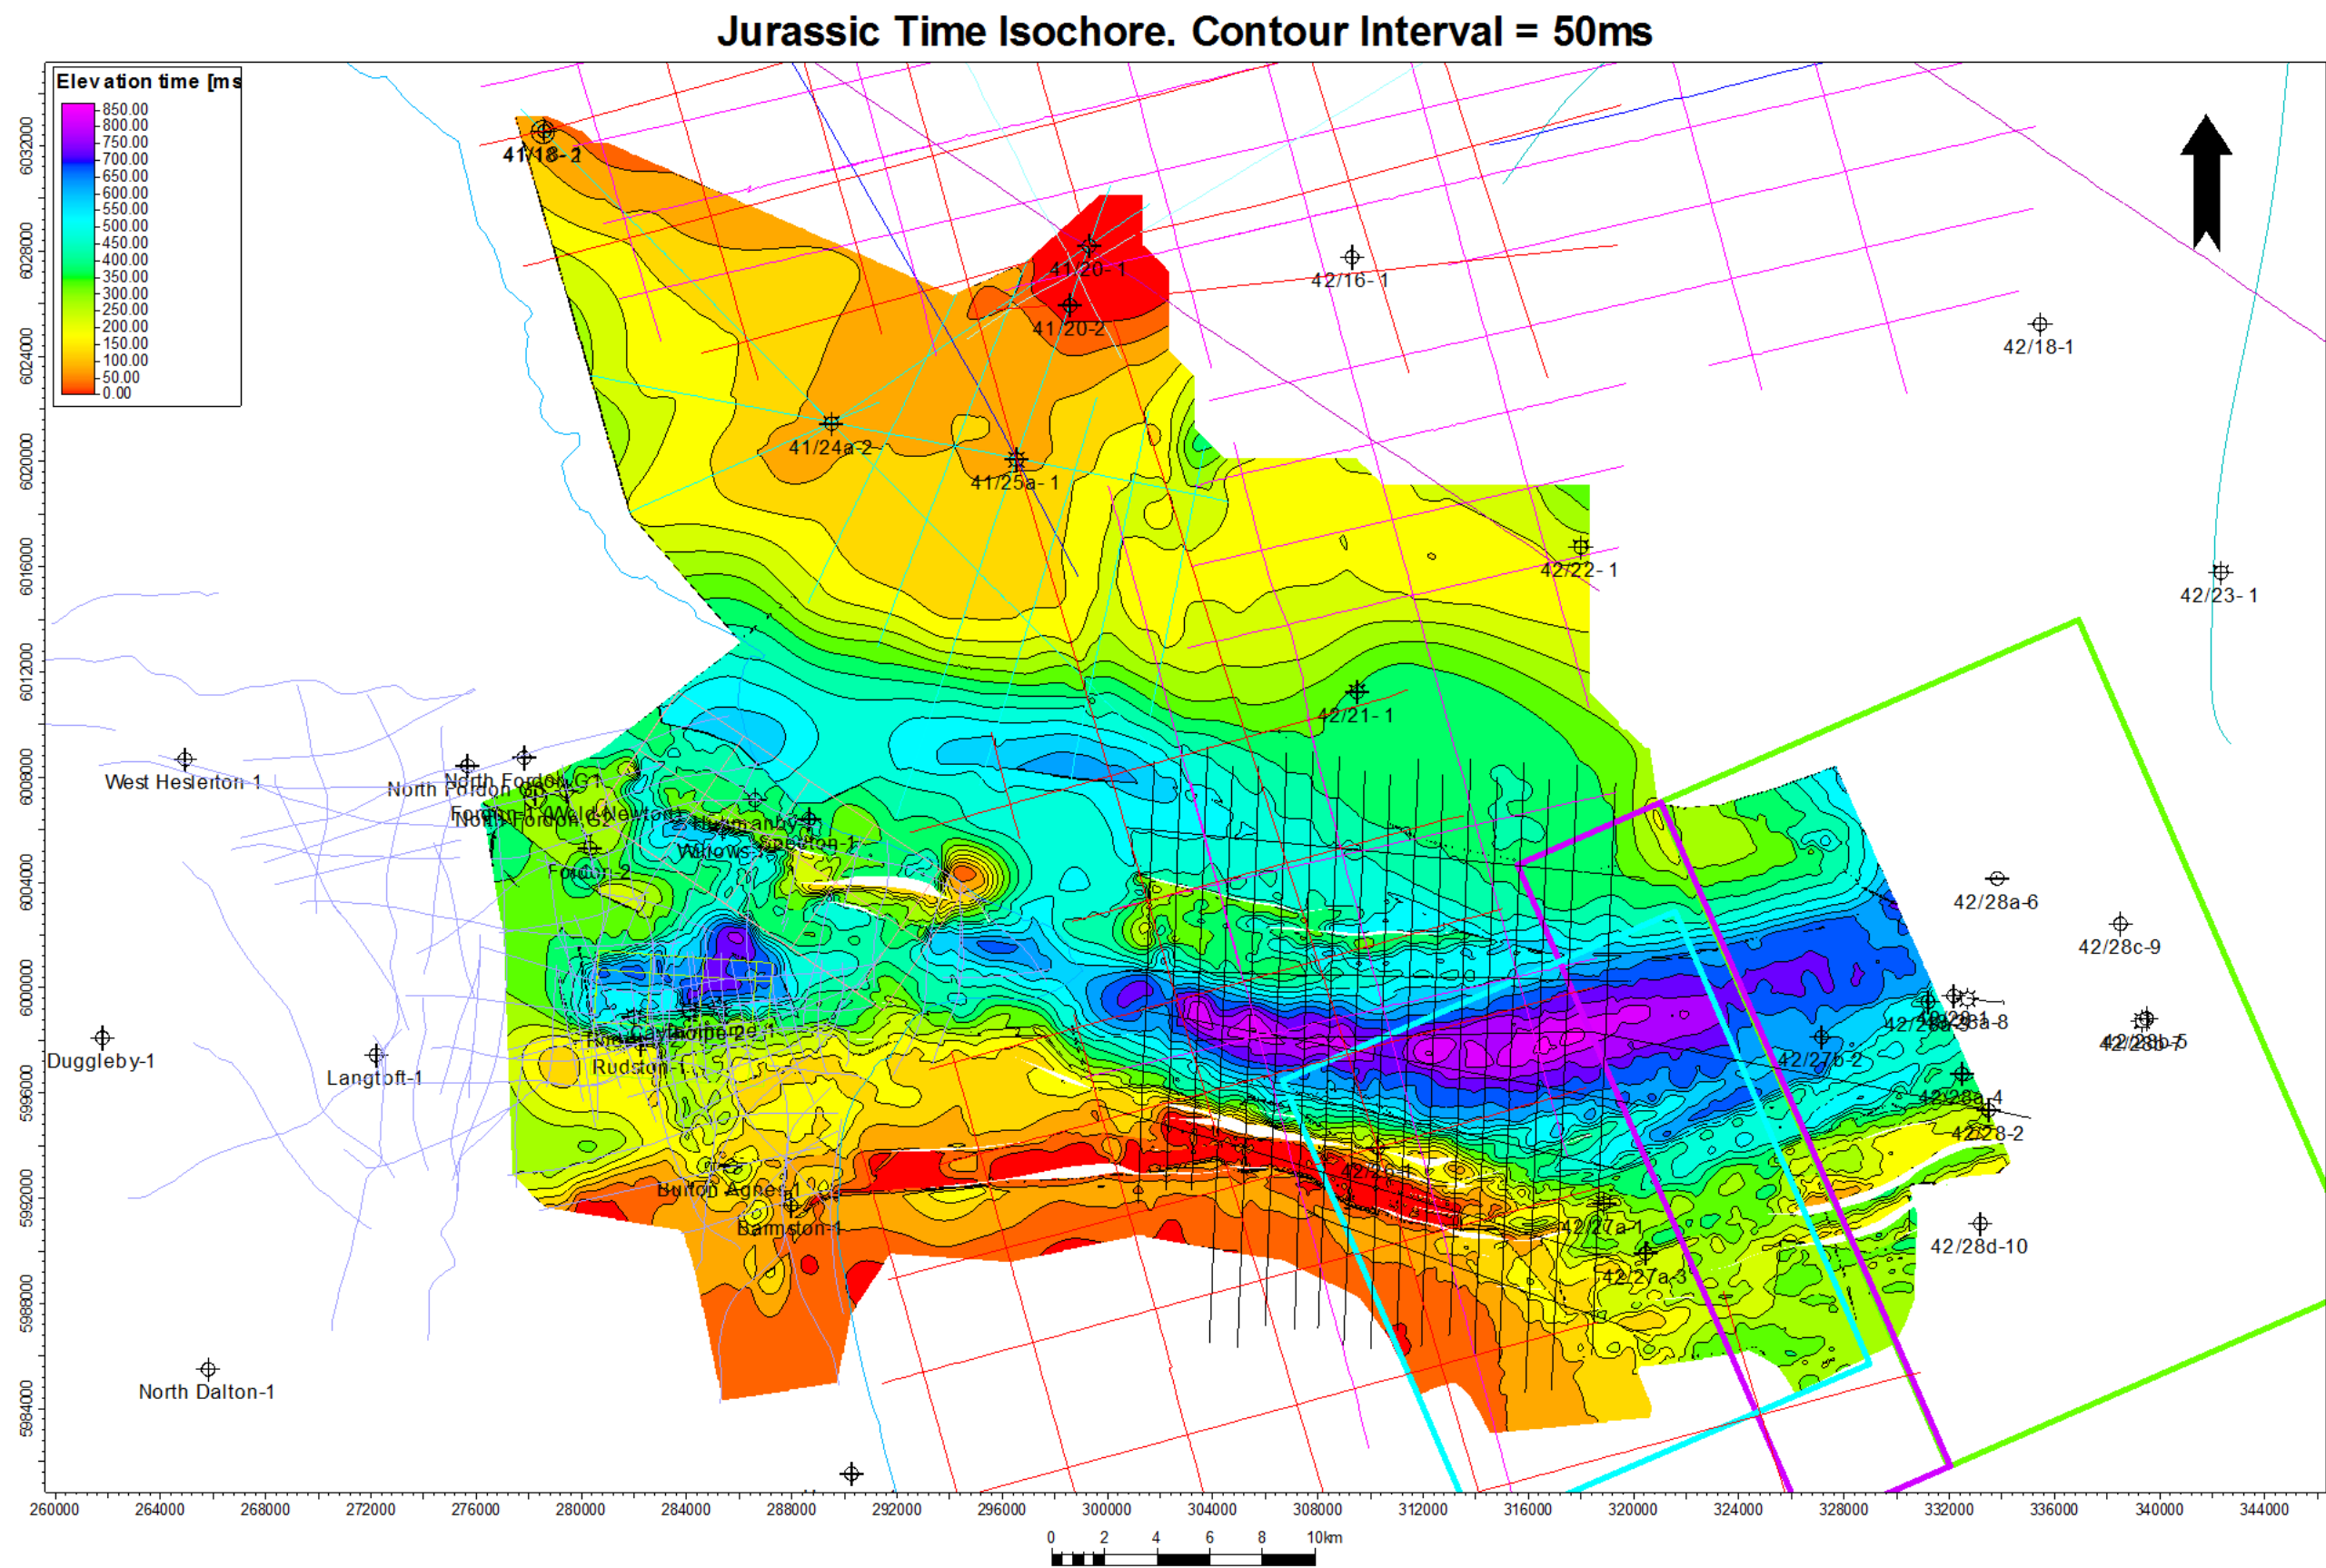 Jurassic Time Isochore. Contour Interval = 50ms
Elevation time [ms
850.00
800.00
750.00
700.00
650.00
600.00
550.00
500.00
450.00
400.00
350.00
300.00
250.00
200.00
150.00
100.00
50.00
0.00
6032000
6028000
6024000
6020000
6016000
6012000
6008000
6004000
6000000
5996000
5992000
5988000
5984000
41/20-1
42/16-1
41/20-2
42/18-1
41/24a-2
41/25a-1
42/22-1
42/23-1
42/21-1
West Heslerton-1
North Fordon G1
Hunmanby
Speeton-1
Willows
Fordon-2
42/28a-6
42/28c-9
Duggleby-1
Langtoft-1
Rudston-1
42/27b-2
42/28a-4
42/28-2
42/26-1
Burton Agnes-1
Barmston-1
42/27a-1
42/28d-10
42/27a-3
North Dalton-1
260000 264000 268000 272000 276000 280000 284000 288000 292000 296000 300000 304000 308000 312000 316000 320000 324000 328000 332000 336000 340000 344000
0 2 4 6 8 10km